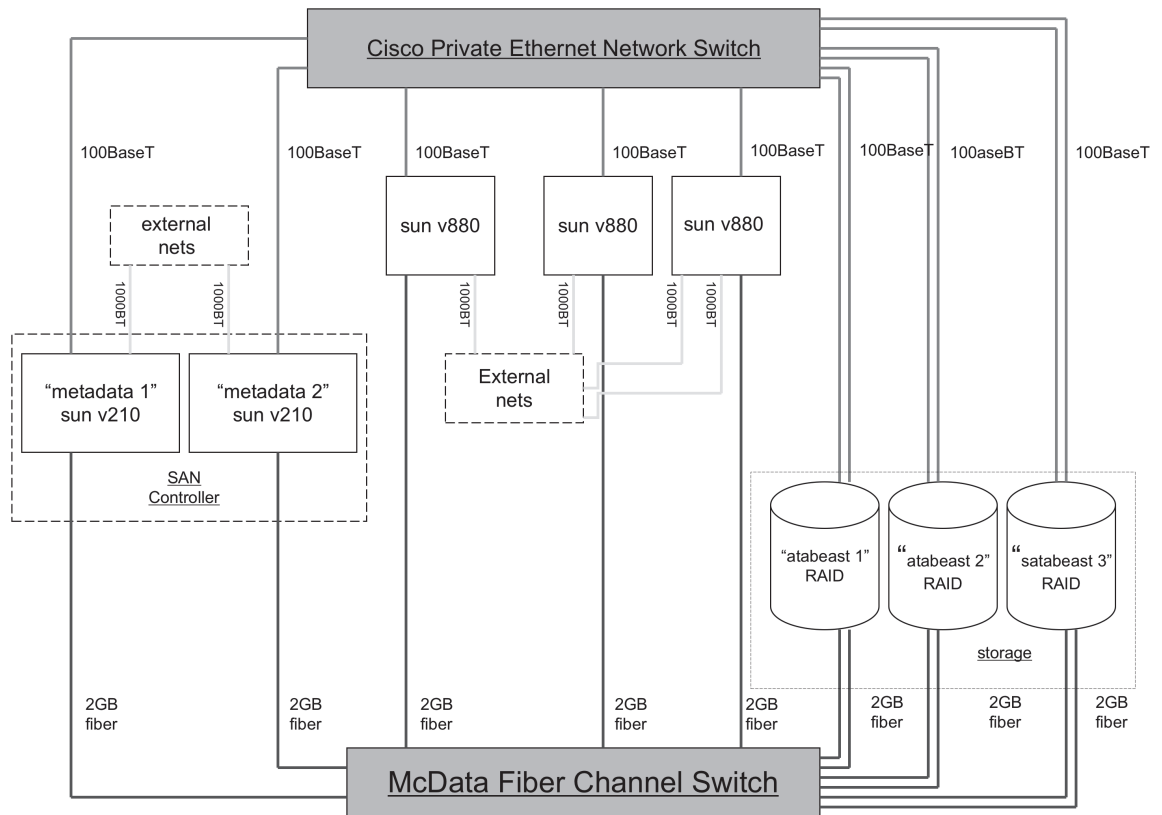 Cisco Private Ethernet Network Switch
100BaseT
100BaseT
100BaseT
100BaseT
100BaseT
100BaseT
100aseBT
100BaseT
external
nets
sun v880
sun v880
sun v880
1000BT
1000BT
1000BT
1000BT
1000BT
1000BT
“metadata 1”
sun v210
“metadata 2”
sun v210
External
nets
SAN
Controller
“atabeast 1”
RAID
“atabeast 2”
RAID
“satabeast 3”
RAID
storage
2GB
fiber
2GB
fiber
2GB
fiber
2GB
fiber
2GB
fiber
2GB
fiber
2GB
fiber
2GB
fiber
McData Fiber Channel Switch